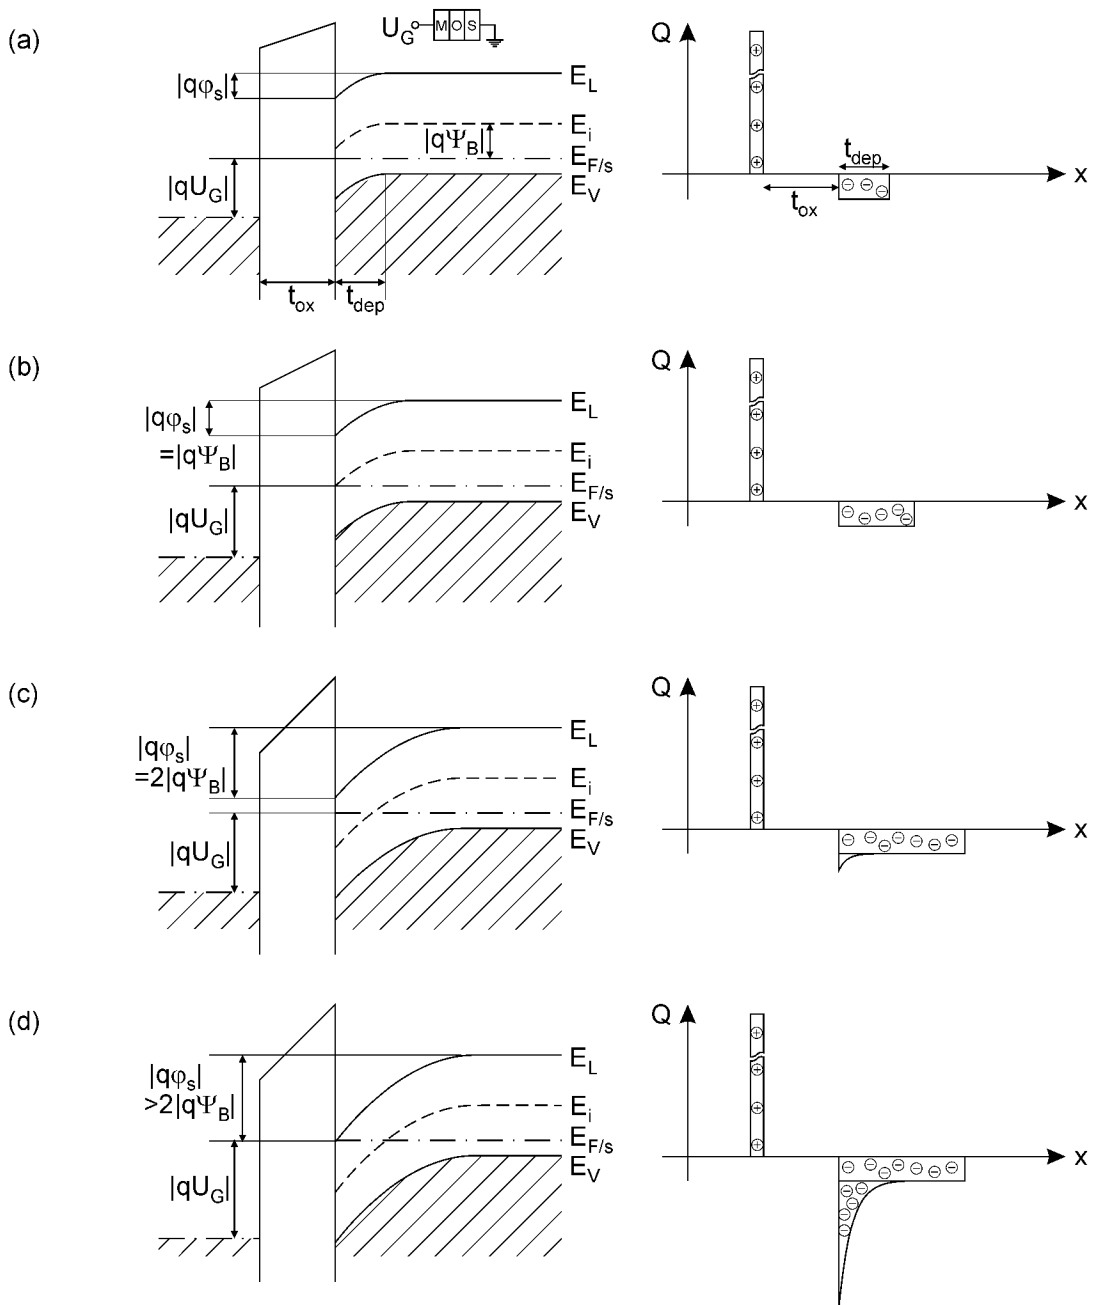 (a)
U_G MOS
Q
|qφ_s|
E_L
E_i
|qΨ_B|
E_F/s
|qU_G|
E_V
t_ox
t_dep
t_dep
x
t_ox
(b)
Q
|qφ_s|
=|qΨ_B|
E_L
E_i
E_F/s
|qU_G|
E_V
x
(c)
Q
|qφ_s|
=2|qΨ_B|
E_L
E_i
E_F/s
|qU_G|
E_V
x
(d)
Q
|qφ_s|
>2|qΨ_B|
E_L
E_i
E_F/s
|qU_G|
E_V
x